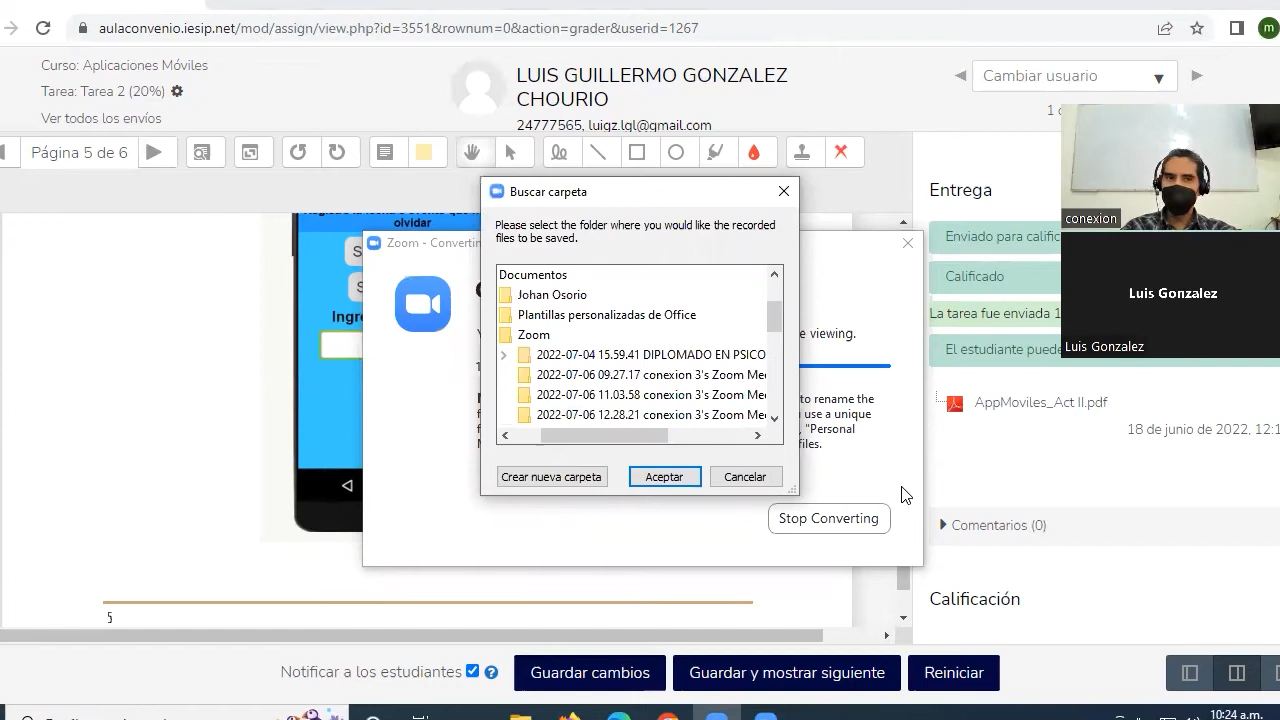 aulaconvenio.iesip.net/mod/assign/view.php?id=3551&rownum=0&action=grader&userid=1267
m
Curso: Aplicaciones Móviles
Tarea: Tarea 2 (20%)
Ver todos los envíos
LUIS GUILLERMO GONZALEZ
CHOURIO
24777565, luigz.lgl@gmail.com
Cambiar usuario
Página 5 de 6
olvidar
Zoom - Converting
Buscar carpeta
Please select the folder where you would like the recorded
files to be saved.
Documentos
Johan Osorio
Plantillas personalizadas de Office
Zoom
2022-07-04 15.59.41 DIPLOMADO EN PSICO
2022-07-06 09.27.17 conexion 3's Zoom Mee
2022-07-06 11.03.58 conexion 3's Zoom Mee
2022-07-06 12.28.21 conexion 3's Zoom Mee
Crear nueva carpeta
Aceptar
Cancelar
e viewing.
to rename the
use a unique
, "Personal
files.
Stop Converting
5
Entrega
Enviado para calific
Calificado
La tarea fue enviada 1
El estudiante puede
AppMoviles_Act II.pdf
18 de junio de 2022, 12:1
Comentarios (0)
Calificación
conexion
Luis Gonzalez
Luis Gonzalez
Notificar a los estudiantes
Guardar cambios
Guardar y mostrar siguiente
Reiniciar
10:24 a.m.